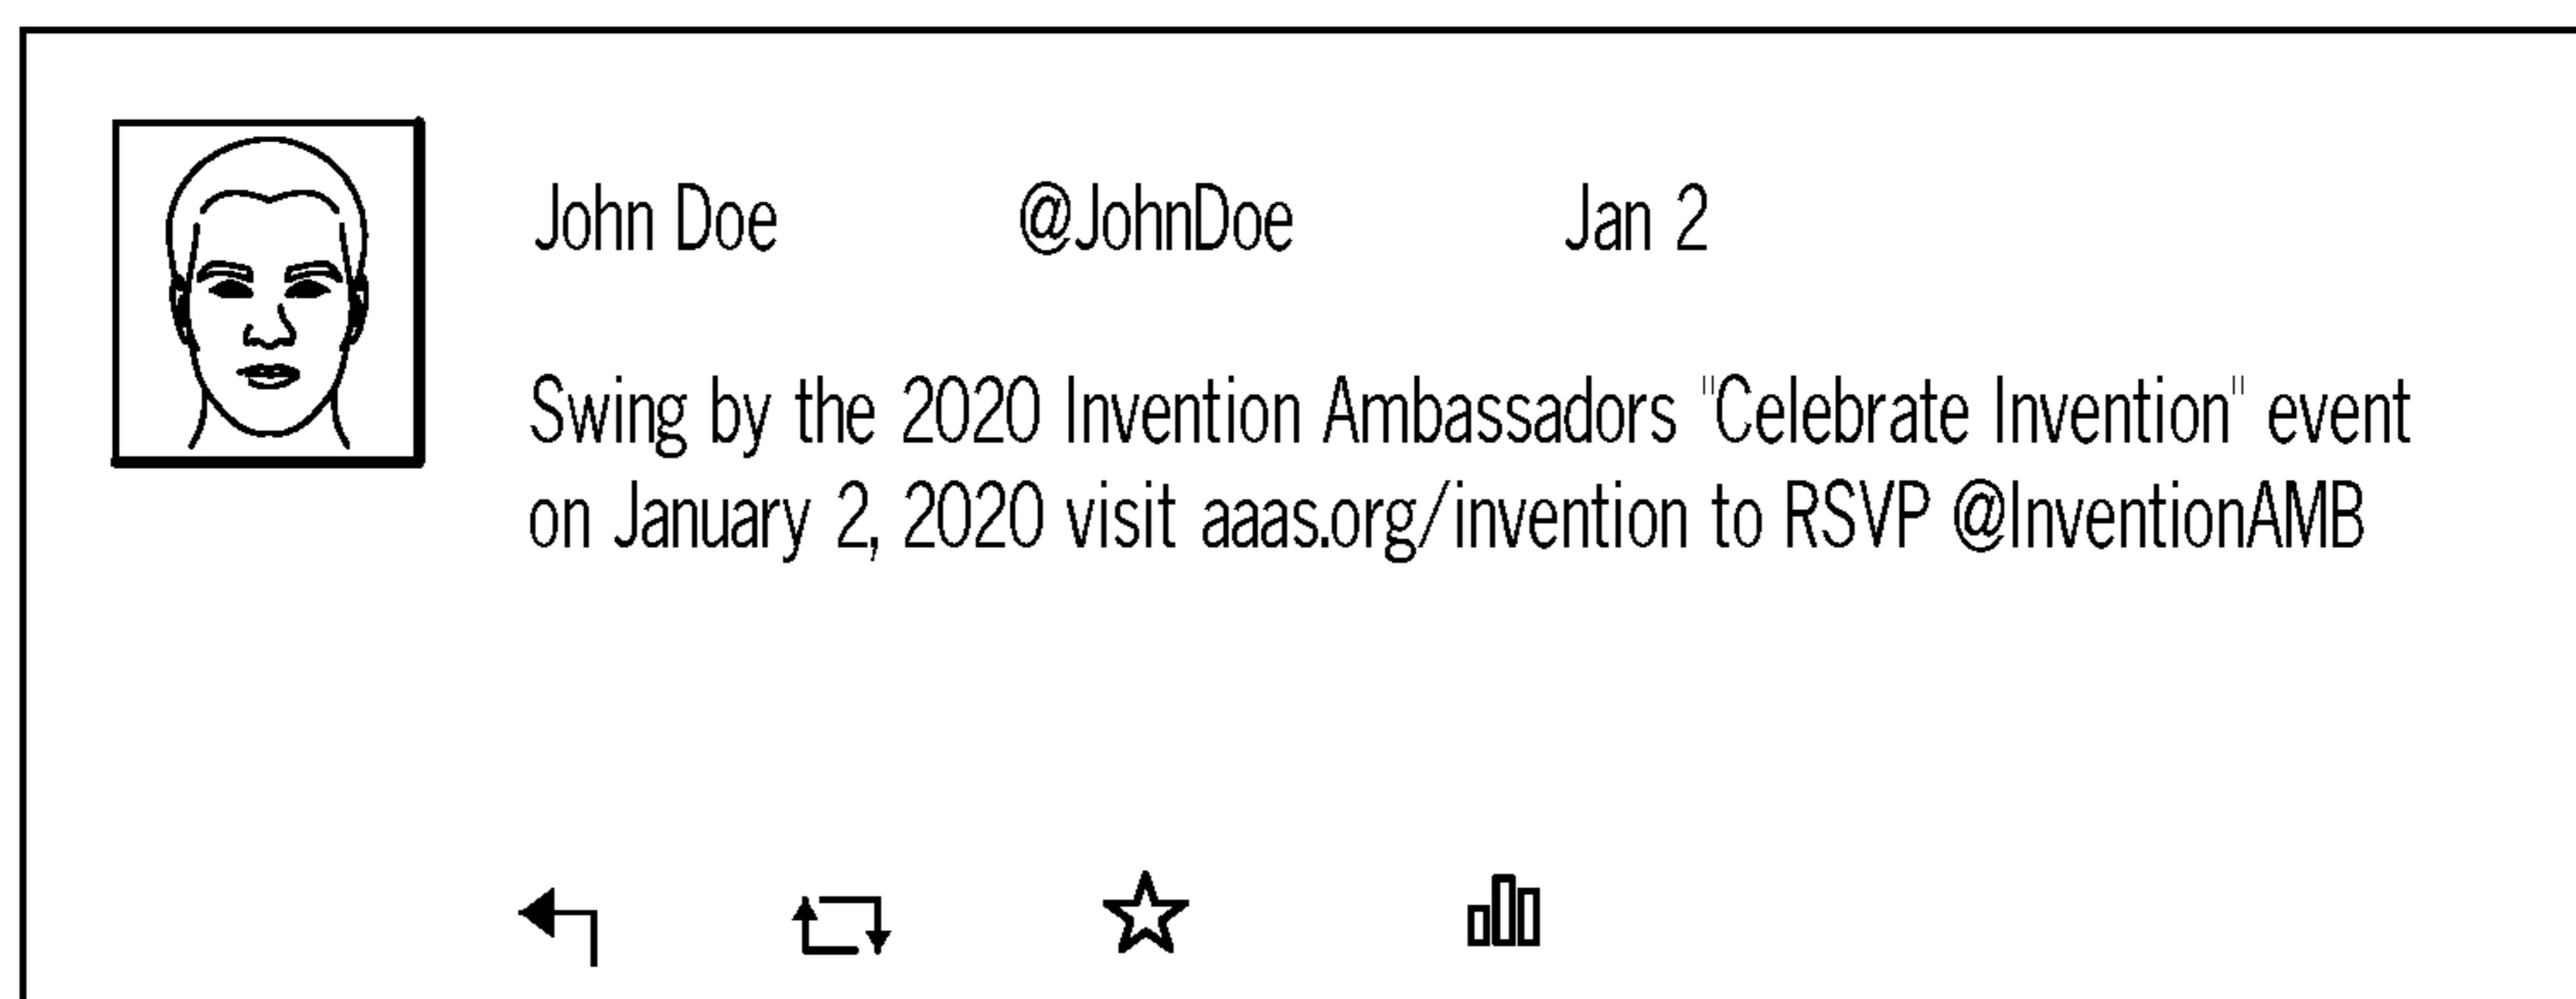 John Doe @JohnDoe Jan 2
Swing by the 2020 Invention Ambassadors "Celebrate Invention" event
on January 2, 2020 visit aaas.org/invention to RSVP @InventionAMB